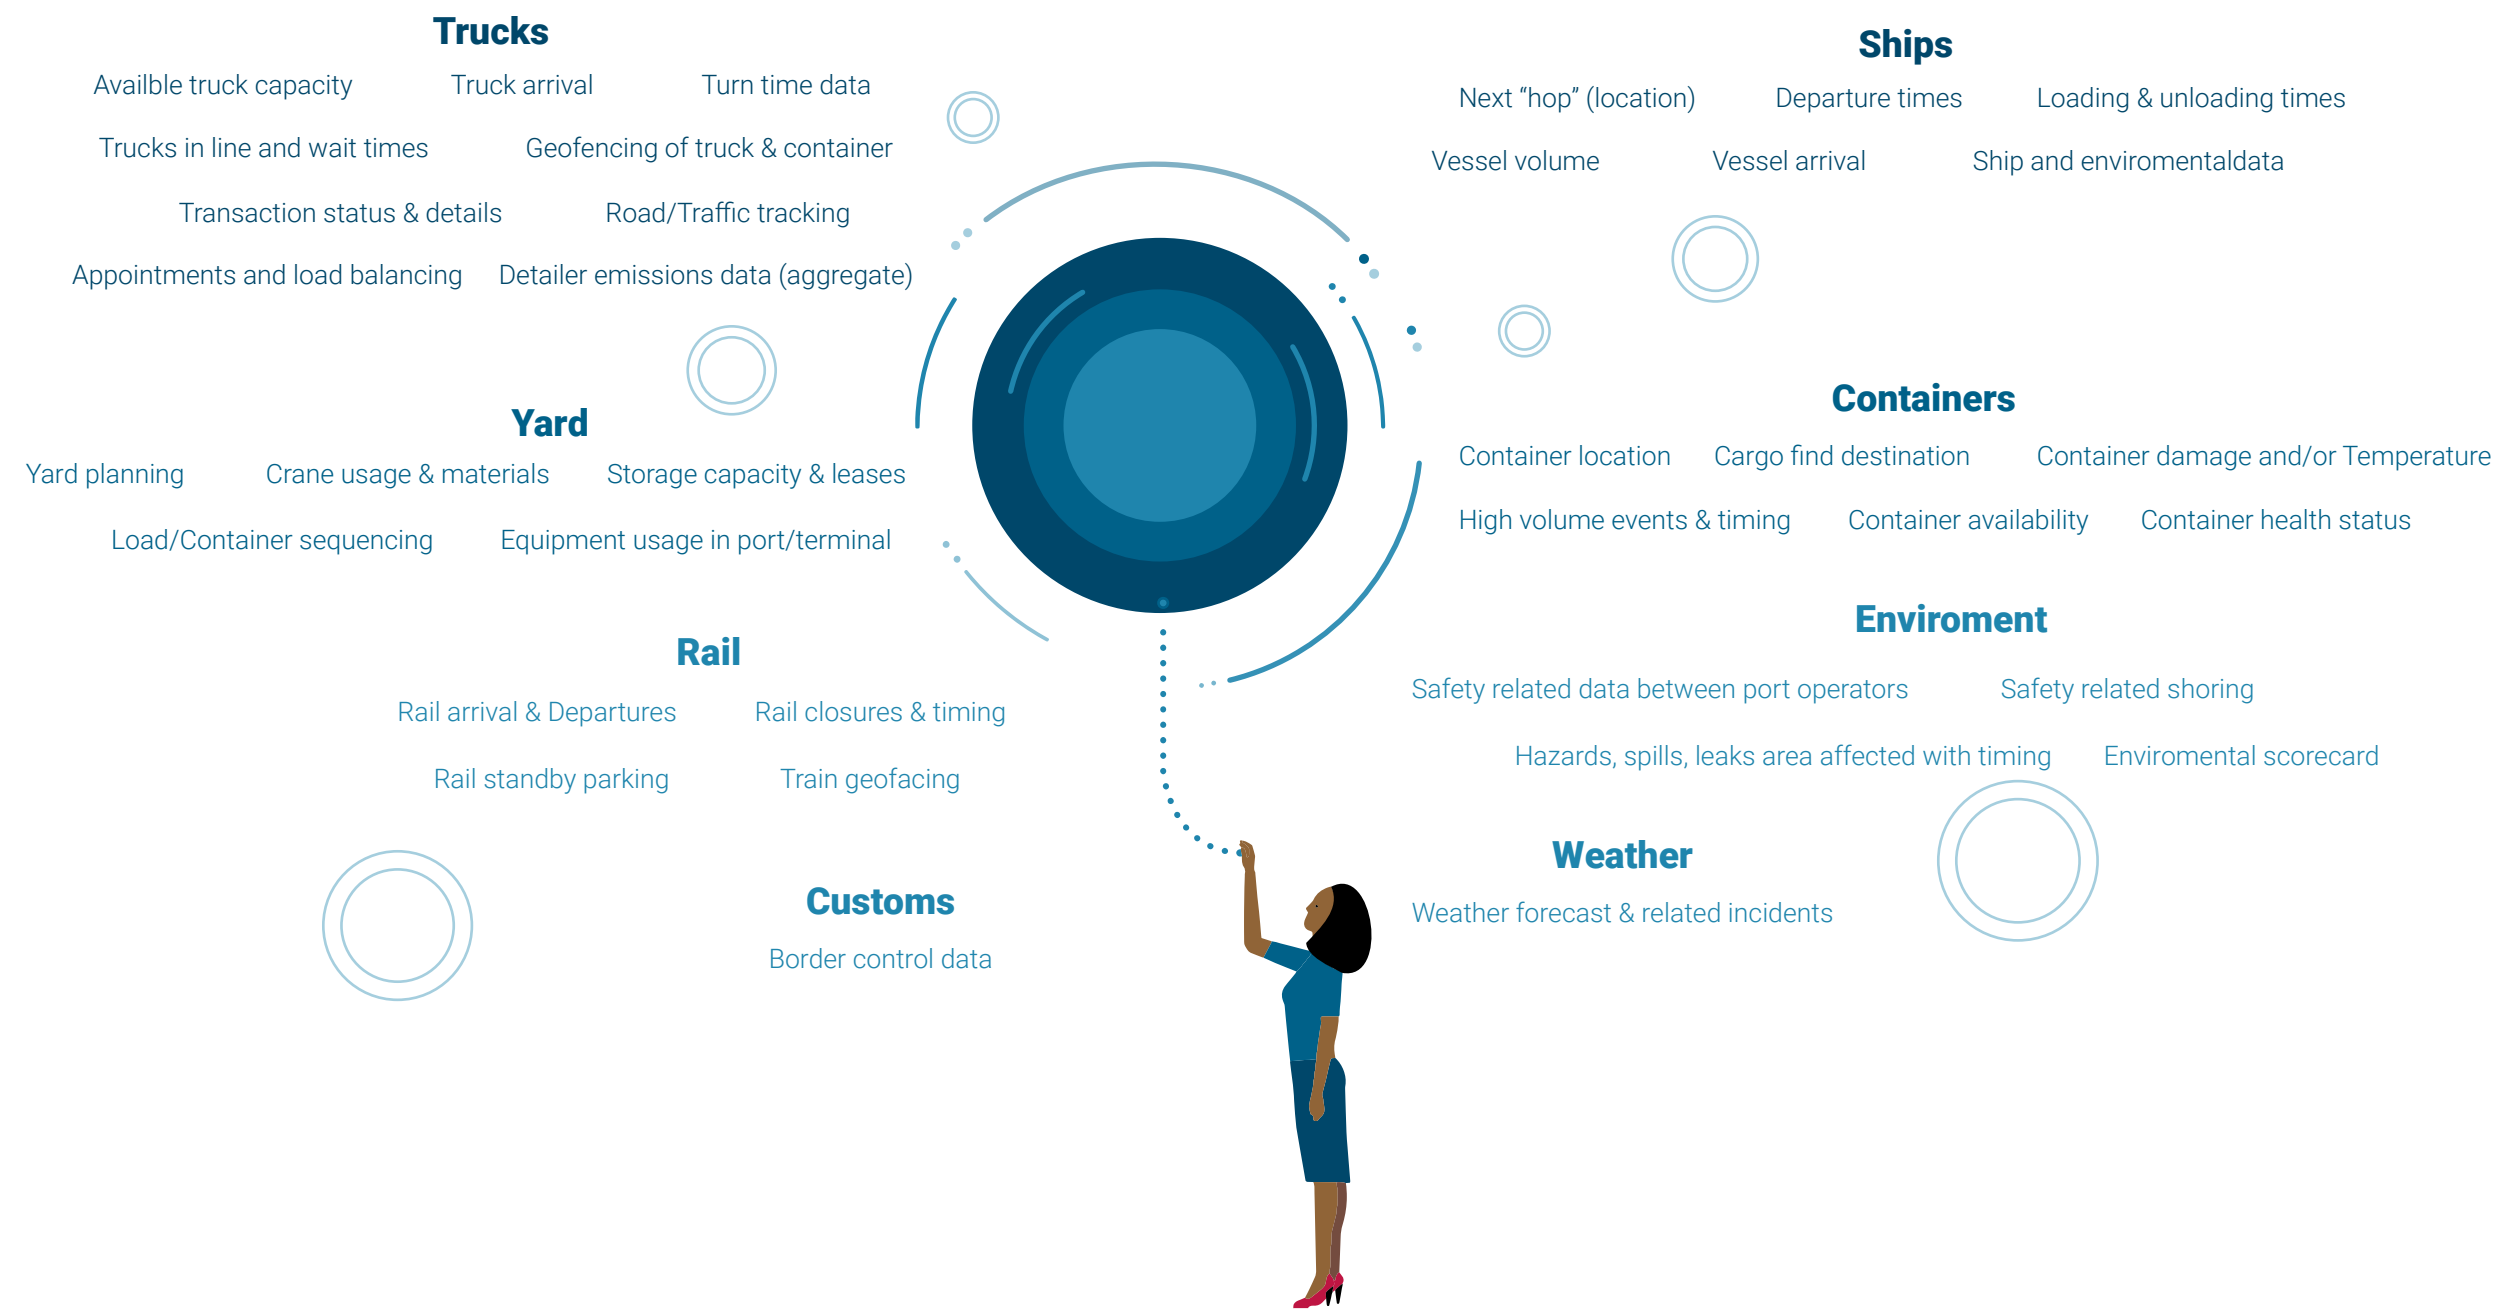 Trucks
Availble truck capacity Truck arrival Turn time data
Trucks in line and wait times Geofencing of truck & container
Transaction status & details Road/Traffic tracking
Appointments and load balancing Detailer emissions data (aggregate)
Yard
Yard planning Crane usage & materials Storage capacity & leases
Load/Container sequencing Equipment usage in port/terminal
Rail
Rail arrival & Departures Rail closures & timing
Rail standby parking Train geofacing
Customs
Border control data
Ships
Next “hop” (location) Departure times Loading & unloading times
Vessel volume Vessel arrival Ship and enviromentaldata
Containers
Container location Cargo find destination Container damage and/or Temperature
High volume events & timing Container availability Container health status
Enviroment
Safety related data between port operators Safety related shoring
Hazards, spills, leaks area affected with timing Enviromental scorecard
Weather
Weather forecast & related incidents